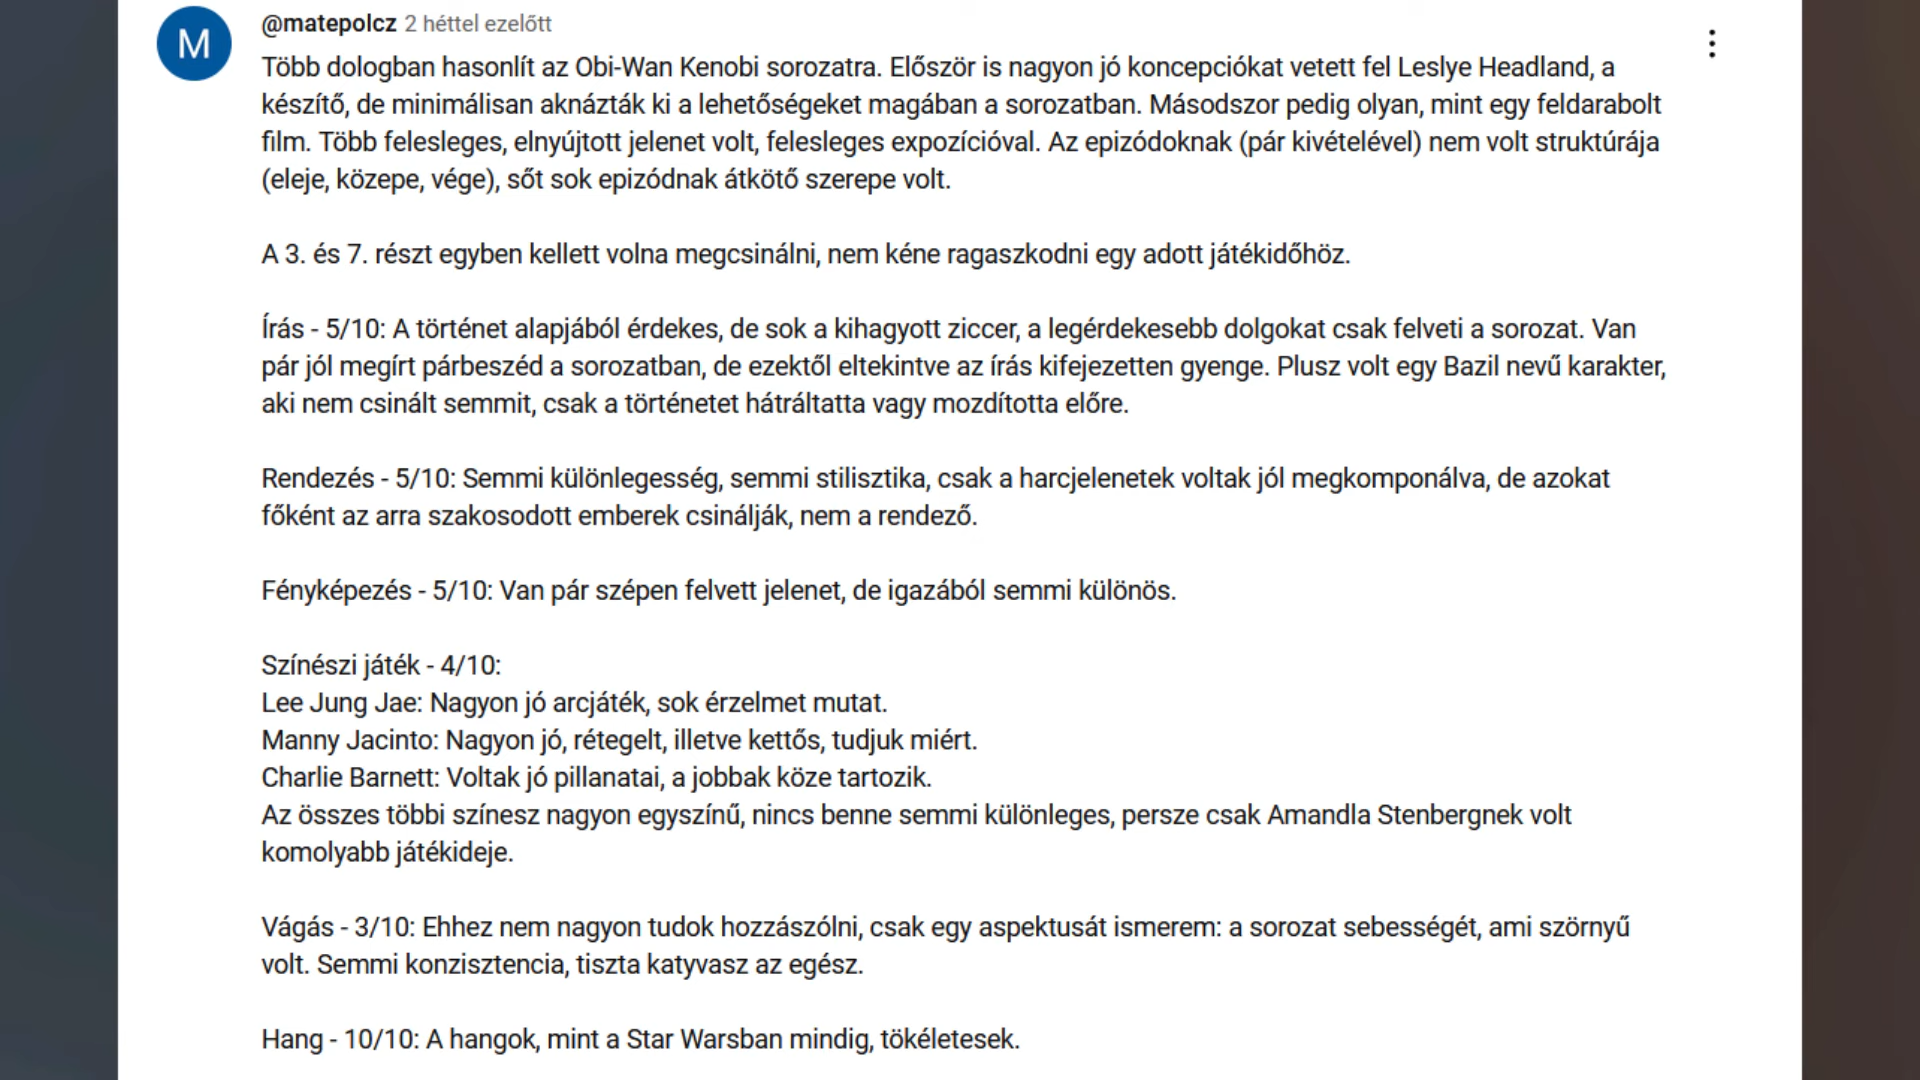 M
@matepolcz 2 héttel ezelőtt
Több dologban hasonlít az Obi-Wan Kenobi sorozatra. Először is nagyon jó koncepciókat vetett fel Leslye Headland, a
készítő, de minimálisan aknázták ki a lehetőségeket magában a sorozatban. Másodszor pedig olyan, mint egy feldarabolt
film. Több felesleges, elnyújtott jelenet volt, felesleges expozícióval. Az epizódoknak (pár kivételével) nem volt struktúrája
(eleje, közepe, vége), sőt sok epizódnak átkötő szerepe volt.
A 3. és 7. részt egyben kellett volna megcsinálni, nem kéne ragaszkodni egy adott játékidőhöz.
Írás - 5/10: A történet alapjából érdekes, de sok a kihagyott ziccer, a legérdekesebb dolgokat csak felveti a sorozat. Van
pár jól megírt párbeszéd a sorozatban, de ezektől eltekintve az írás kifejezetten gyenge. Plusz volt egy Bazil nevű karakter,
aki nem csinált semmit, csak a történetet hátráltatta vagy mozdította előre.
Rendezés - 5/10: Semmi különlegesség, semmi stilisztika, csak a harcjelenetek voltak jól megkomponálva, de azokat
főként az arra szakosodott emberek csinálják, nem a rendező.
Fényképezés - 5/10: Van pár szépen felvett jelenet, de igazából semmi különös.
Színészi játék - 4/10:
Lee Jung Jae: Nagyon jó arcjáték, sok érzelmet mutat.
Manny Jacinto: Nagyon jó, rétegelt, illetve kettős, tudjuk miért.
Charlie Barnett: Voltak jó pillanatai, a jobbak köze tartozik.
Az összes többi színesz nagyon egyszínű, nincs benne semmi különleges, persze csak Amandla Stenbergnek volt
komolyabb játékideje.
Vágás - 3/10: Ehhez nem nagyon tudok hozzászólni, csak egy aspektusát ismerem: a sorozat sebességét, ami szörnyű
volt. Semmi konzisztencia, tiszta katyvasz az egész.
Hang - 10/10: A hangok, mint a Star Warsban mindig, tökéletesek.